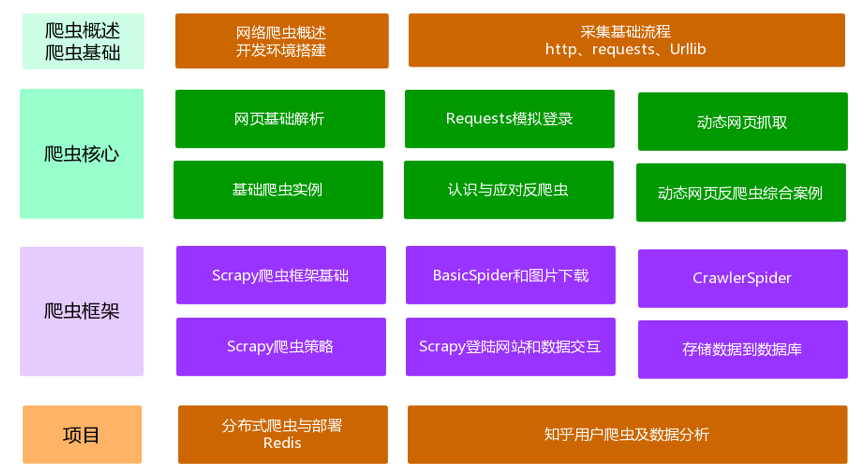 爬虫概述
爬虫基础
网络爬虫概述
开发环境搭建
采集基础流程
http、requests、Urllib
爬虫核心
网页基础解析
Requests模拟登录
动态网页抓取
基础爬虫实例
认识与应对反爬虫
动态网页反爬虫综合案例
爬虫框架
Scrapy爬虫框架基础
BasicSpider和图片下载
CrawlerSpider
Scrapy爬虫策略
Scrapy登陆网站和数据交互
存储数据到数据库
项目
分布式爬虫与部署
Redis
知乎用户爬虫及数据分析